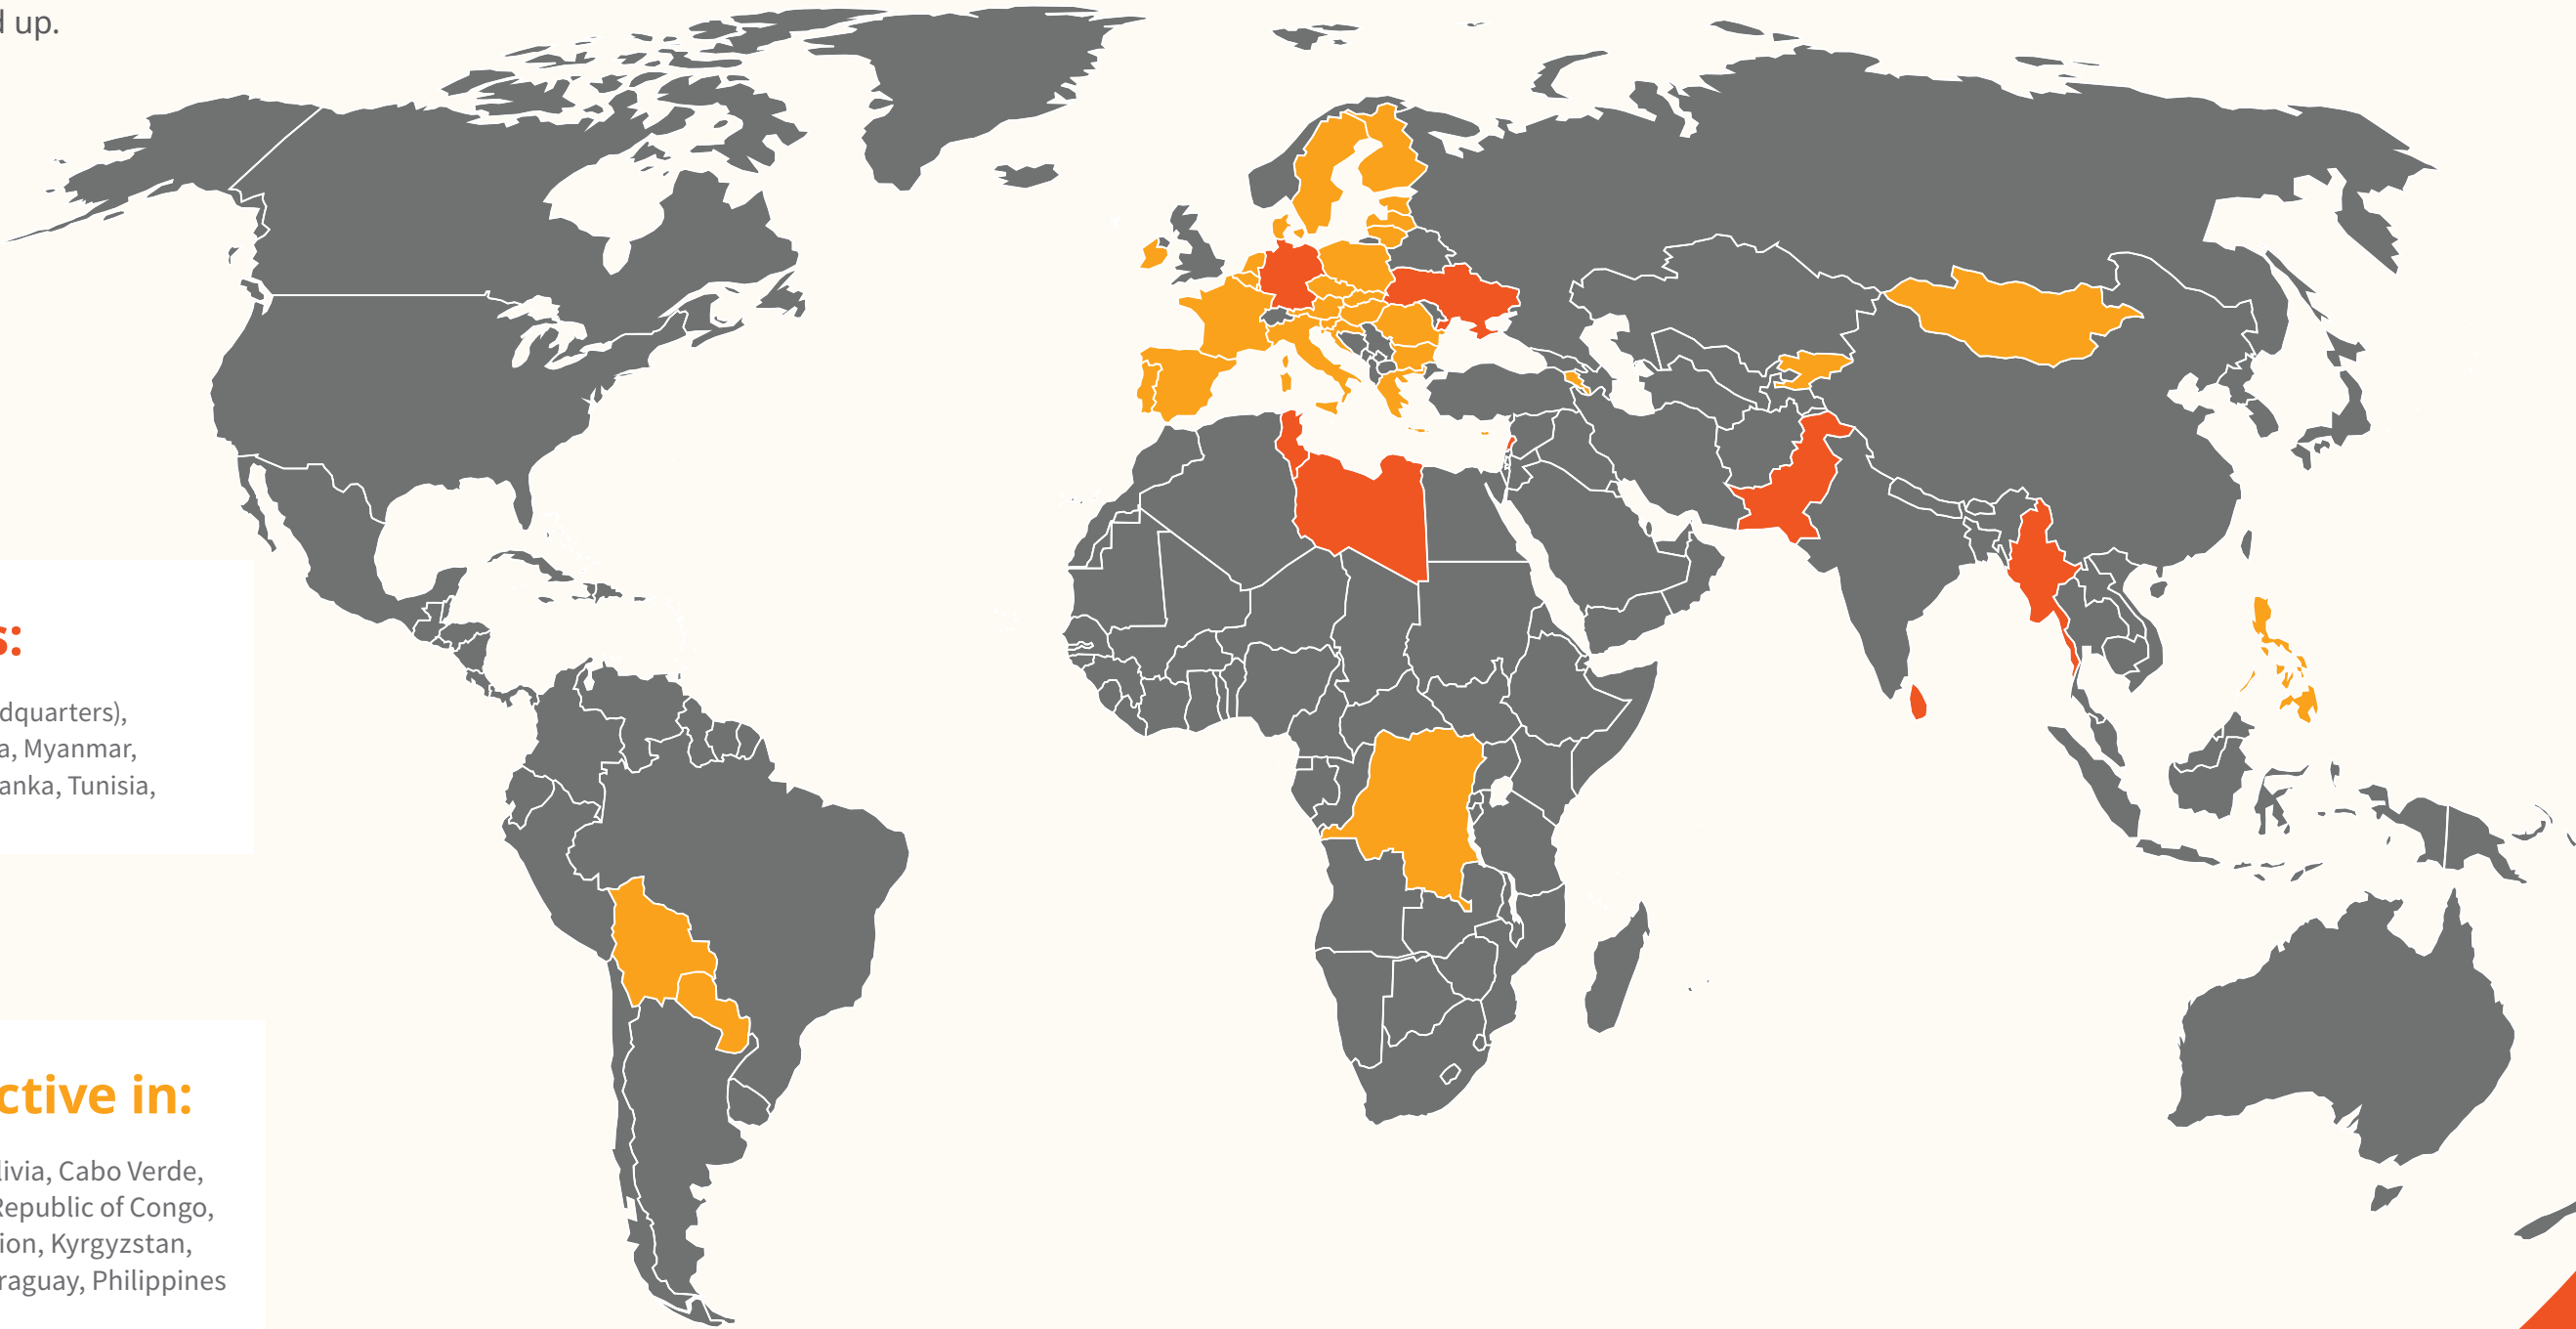 up.
s:
dquarters),
a, Myanmar,
anka, Tunisia,
ctive in:
livia, Cabo Verde,
Republic of Congo,
ion, Kyrgyzstan,
raguay, Philippines